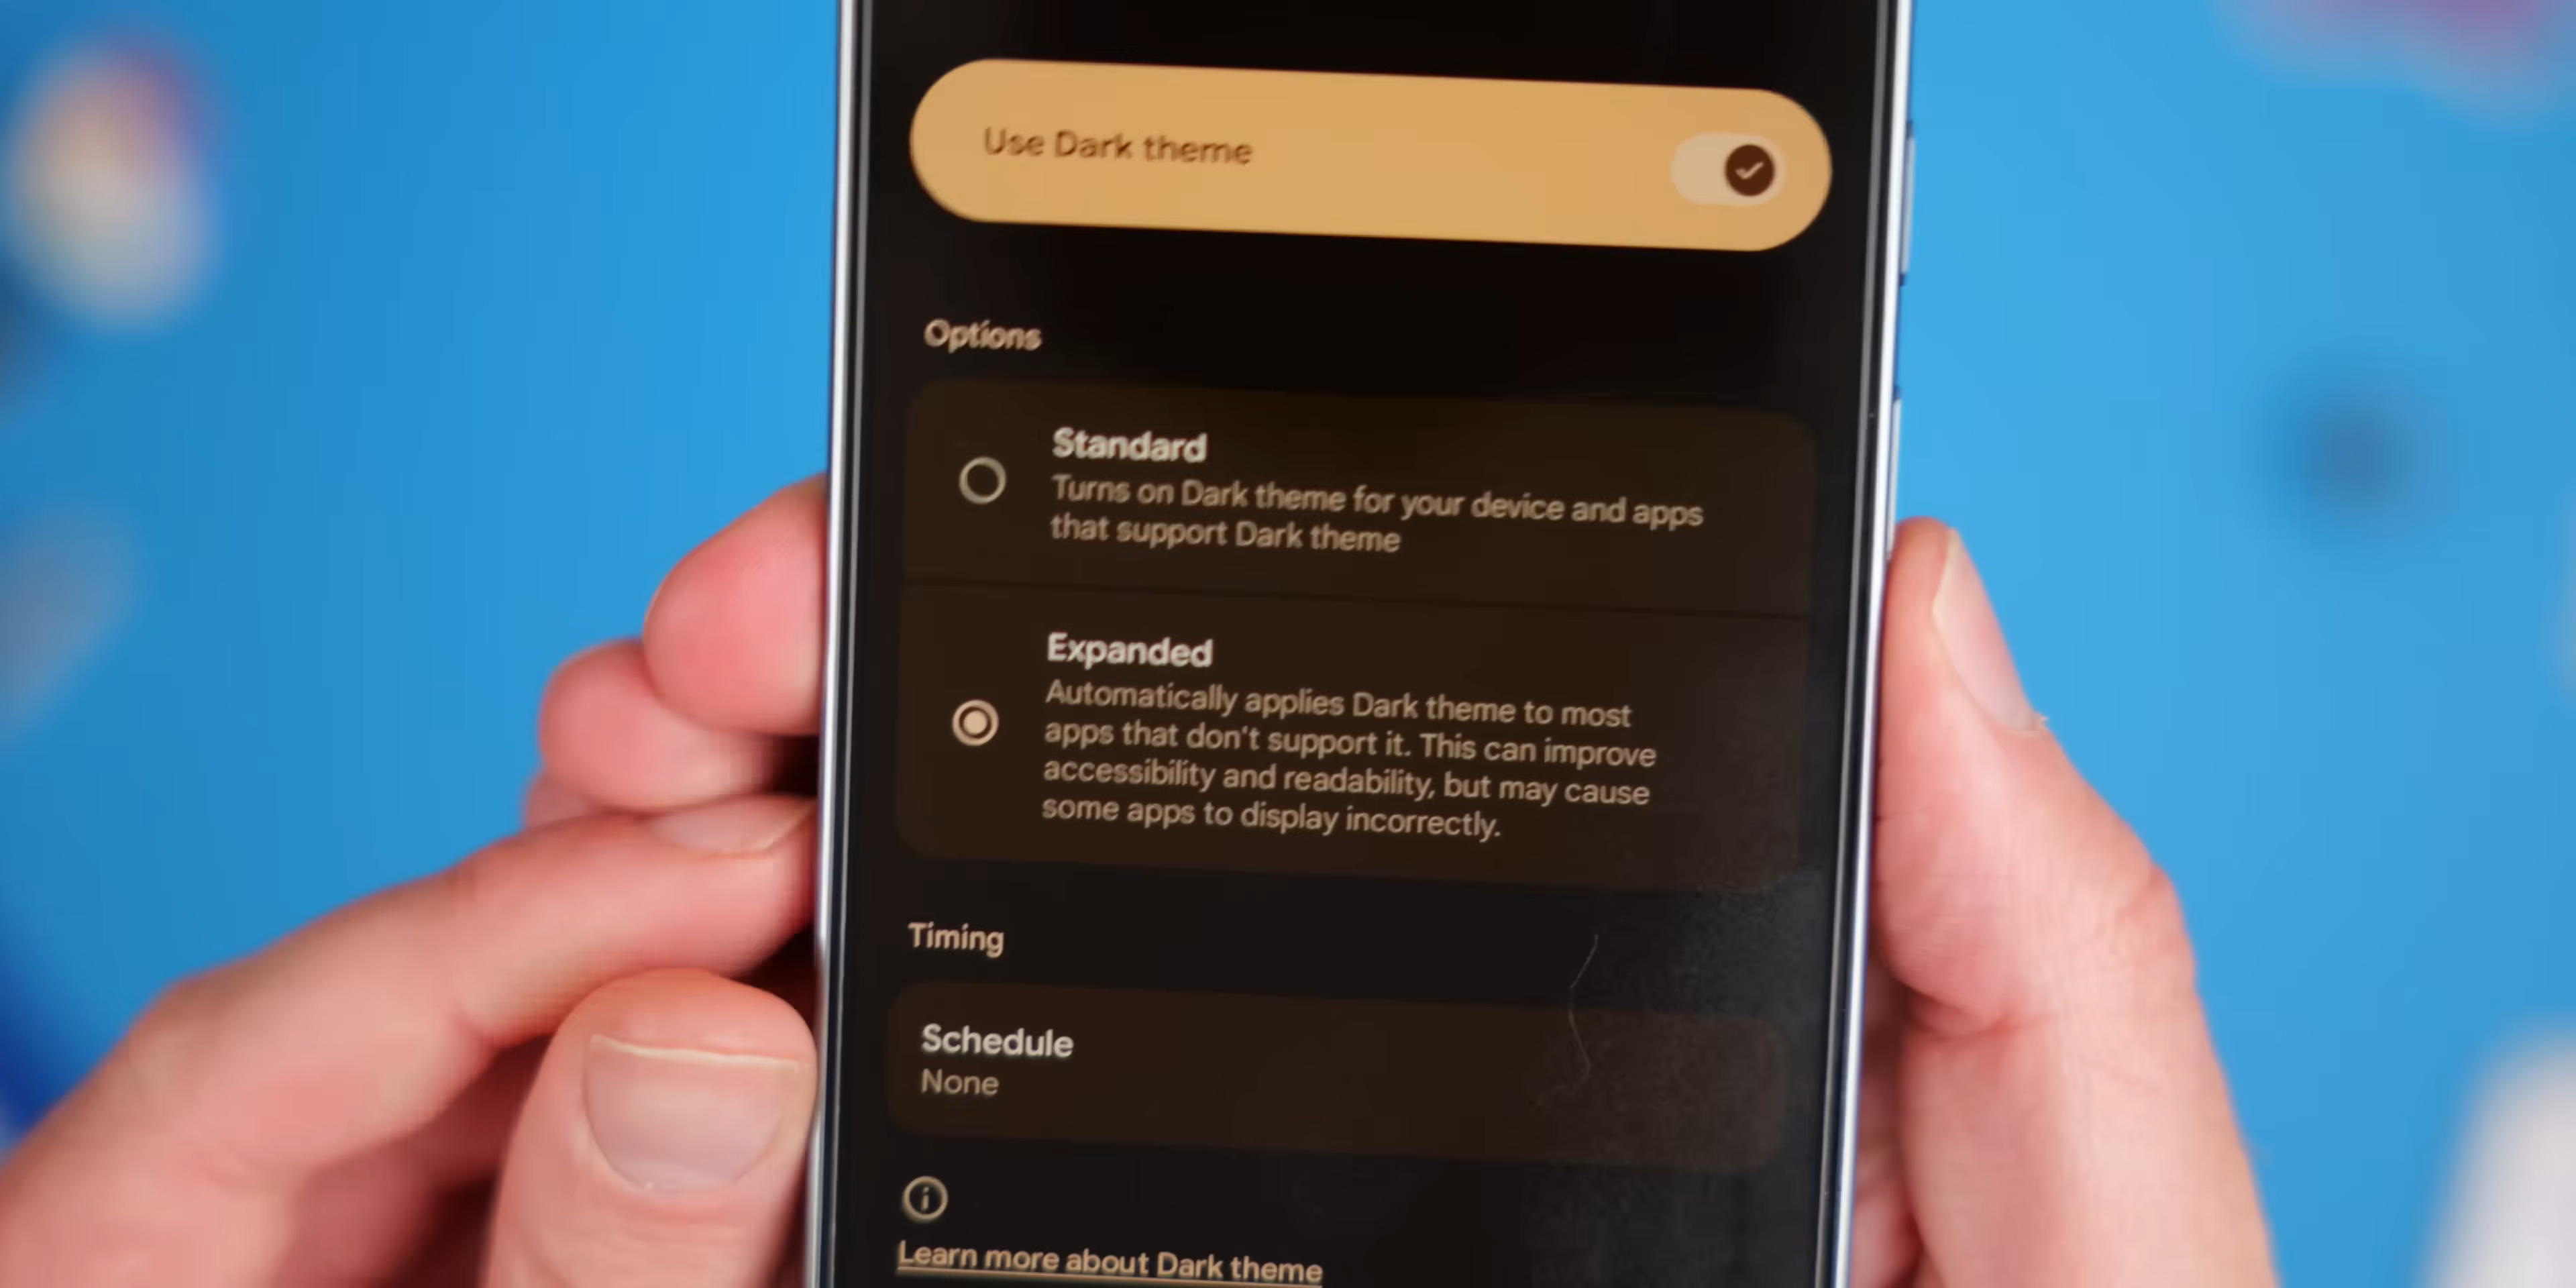 Use Dark theme
Options
Standard
Turns on Dark theme for your device and apps
that support Dark theme
Expanded
Automatically applies Dark theme to most
apps that don't support it. This can improve
accessibility and readability, but may cause
some apps to display incorrectly.
Timing
Schedule
None
Learn more about Dark theme